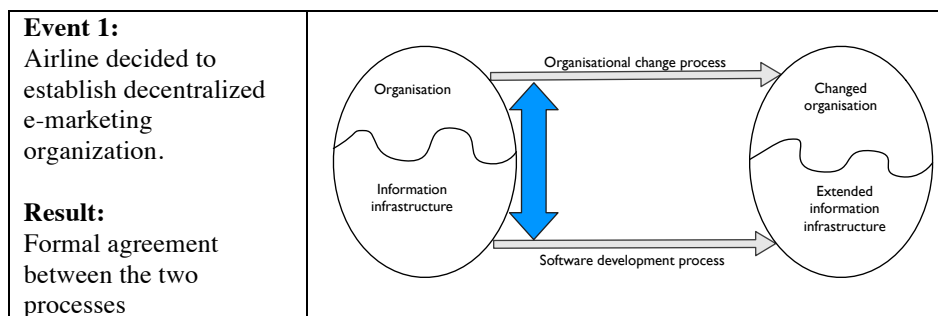 Event 1:
Airline decided to
establish decentralized
e-marketing
organization.
Result:
Formal agreement
between the two
processes
Organisational change process
Organisation
Information
infrastructure
Changed
organisation
Extended
information
infrastructure
Software development process